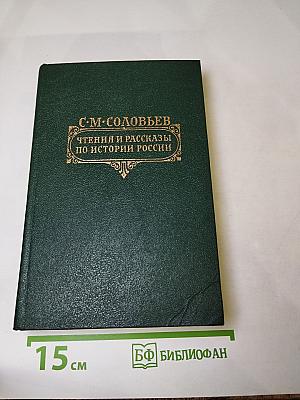 С·М·СОЛОВЬЕВ
ЧТЕНИЯ И РАССКАЗЫ
ПО ИСТОРИИ РОССИИ
15 см
БФ БИБЛИОФАН